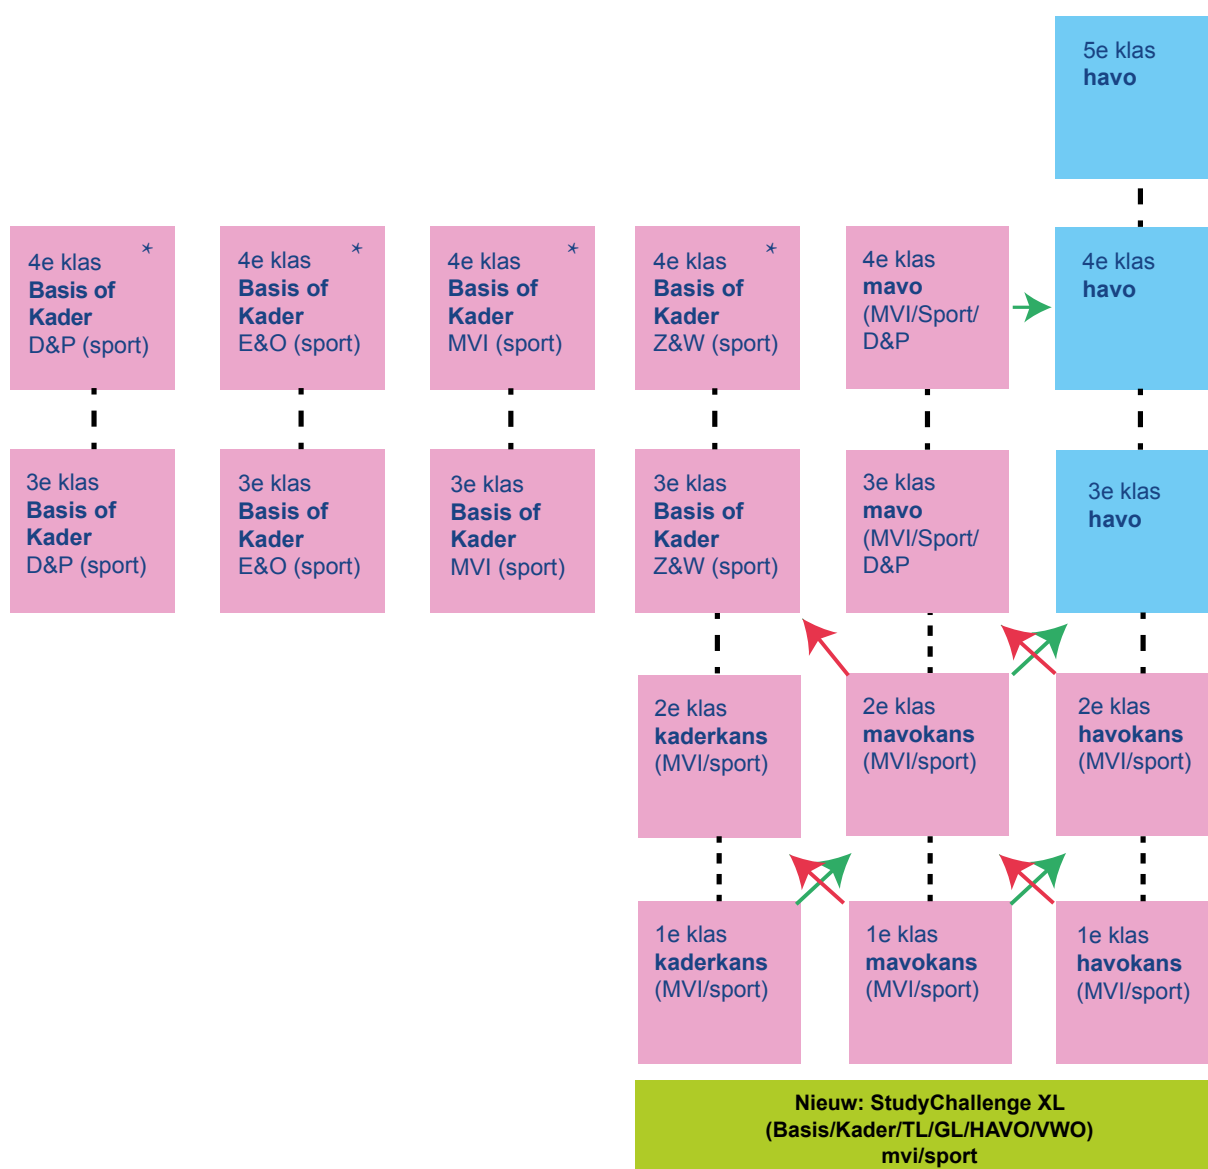 5e klas
havo
4e klas
*
Basis of
Kader
D&P (sport)
4e klas
*
Basis of
Kader
E&O (sport)
4e klas
*
Basis of
Kader
MVI (sport)
4e klas
*
Basis of
Kader
Z&W (sport)
4e klas
mavo
(MVI/Sport/
D&P
4e klas
havo
3e klas
Basis of
Kader
D&P (sport)
3e klas
Basis of
Kader
E&O (sport)
3e klas
Basis of
Kader
MVI (sport)
3e klas
Basis of
Kader
Z&W (sport)
3e klas
mavo
(MVI/Sport/
D&P
3e klas
havo
2e klas
kaderkans
(MVI/sport)
2e klas
mavokans
(MVI/sport)
2e klas
havokans
(MVI/sport)
1e klas
kaderkans
(MVI/sport)
1e klas
mavokans
(MVI/sport)
1e klas
havokans
(MVI/sport)
Nieuw: StudyChallenge XL
(Basis/Kader/TL/GL/HAVO/VWO)
mvi/sport